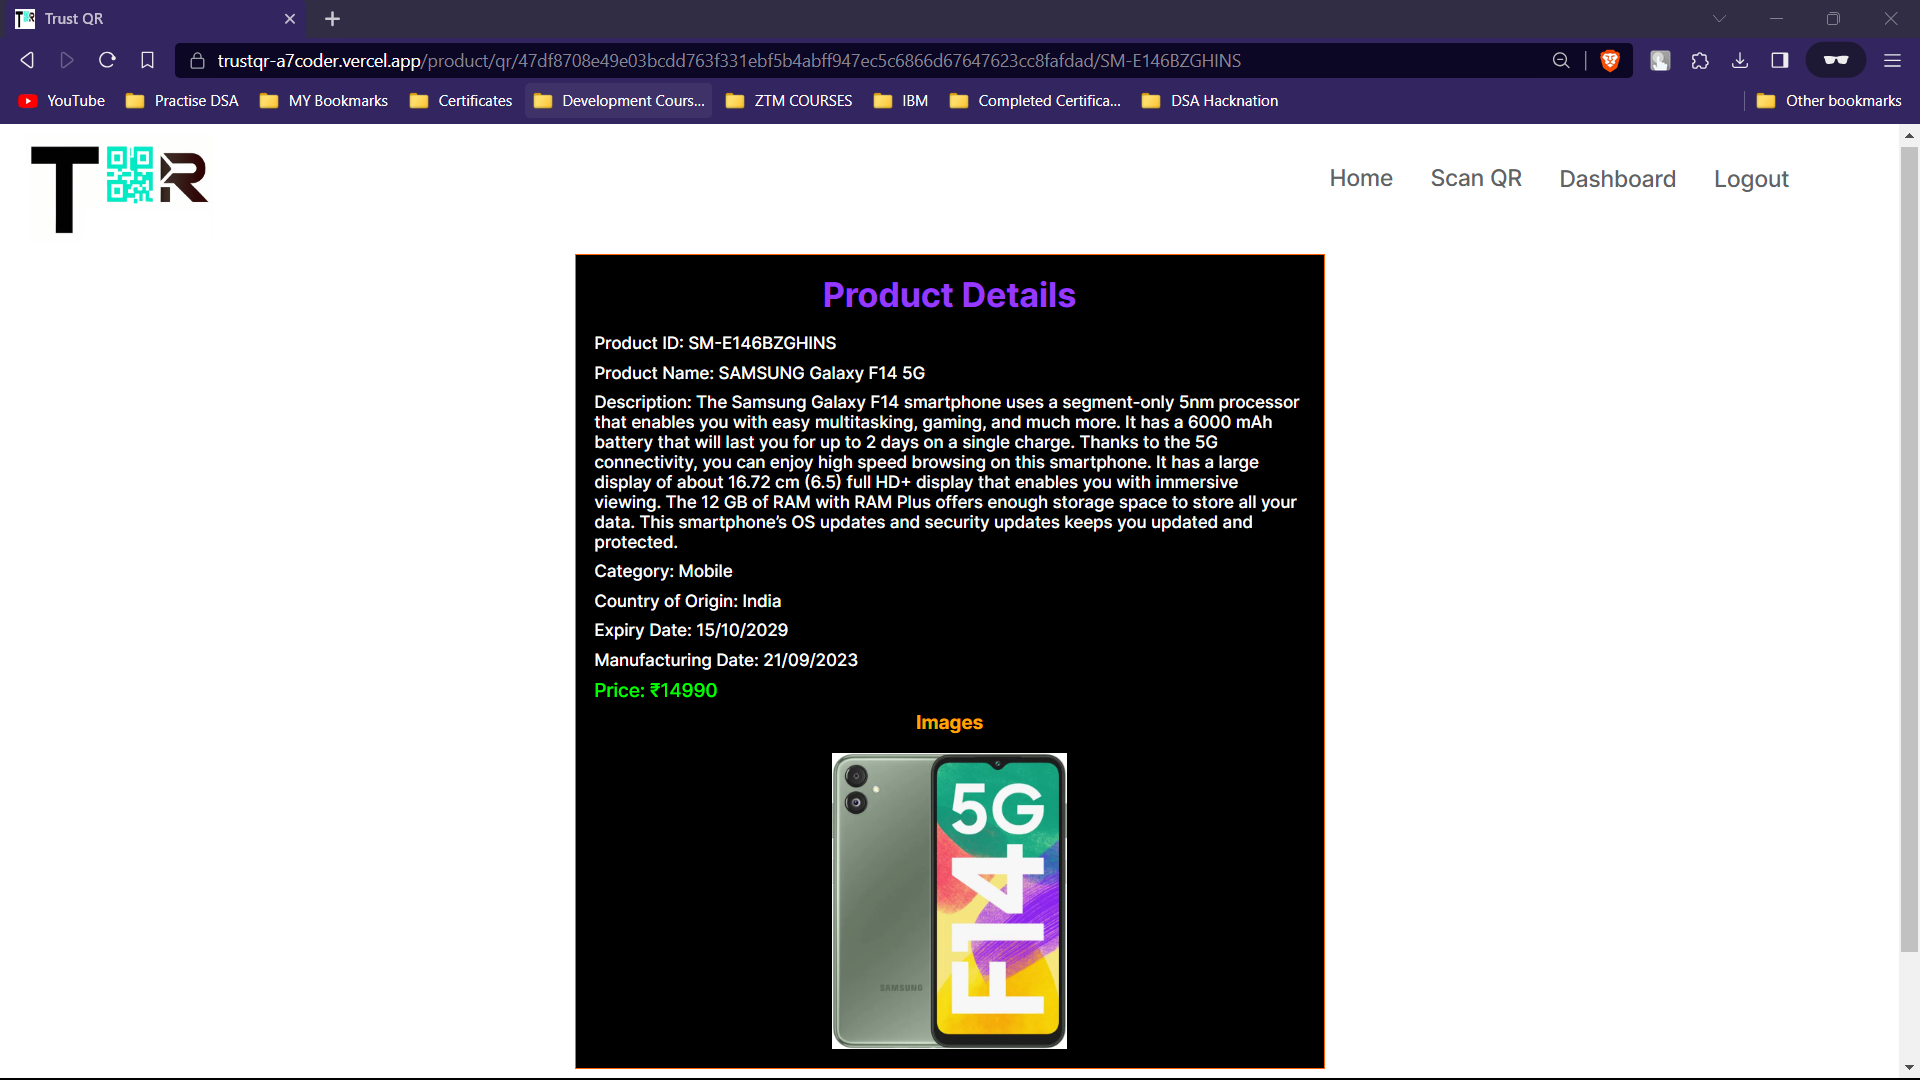 Trust QR
trustqr-a7coder.vercel.app/product/qr/47df8708e49e03bcdd763f331ebf5b4abff947ec5c6866d67647623cc8fafdad/SM-E146BZGHINS
YouTube Practise DSA MY Bookmarks Certificates Development Cours... ZTM COURSES IBM Completed Certifica... DSA Hacknation Other bookmarks
T R
Home Scan QR Dashboard Logout
Product Details
Product ID: SM-E146BZGHINS
Product Name: SAMSUNG Galaxy F14 5G
Description: The Samsung Galaxy F14 smartphone uses a segment-only 5nm processor
that enables you with easy multitasking, gaming, and much more. It has a 6000 mAh
battery that will last you for up to 2 days on a single charge. Thanks to the 5G
connectivity, you can enjoy high speed browsing on this smartphone. It has a large
display of about 16.72 cm (6.5) full HD+ display that enables you with immersive
viewing. The 12 GB of RAM with RAM Plus offers enough storage space to store all your
data. This smartphone’s OS updates and security updates keeps you updated and
protected.
Category: Mobile
Country of Origin: India
Expiry Date: 15/10/2029
Manufacturing Date: 21/09/2023
Price: ₹14990
Images
5G
F14
SAMSUNG